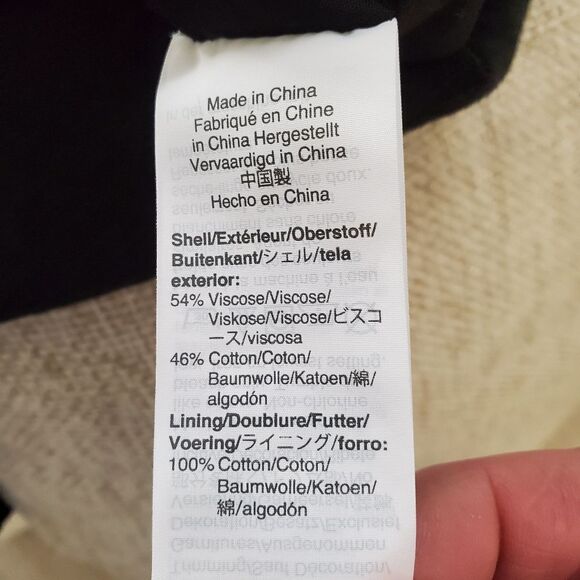 Made in China
Fabriqué en Chine
in China Hergestellt
Vervaardigd in China
中国製
Hecho en China
Shell/Extérieur/Oberstoff/
Buitenkant/シェル/tela
exterior:
54% Viscose/Viscose/
Viskose/Viscose/ビスコ
ース/viscosa
46% Cotton/Coton/
Baumwolle/Katoen/綿/
algodón
Lining/Doublure/Futter/
Voering/ライニング/forro:
100% Cotton/Coton/
Baumwolle/Katoen/
綿/algodón